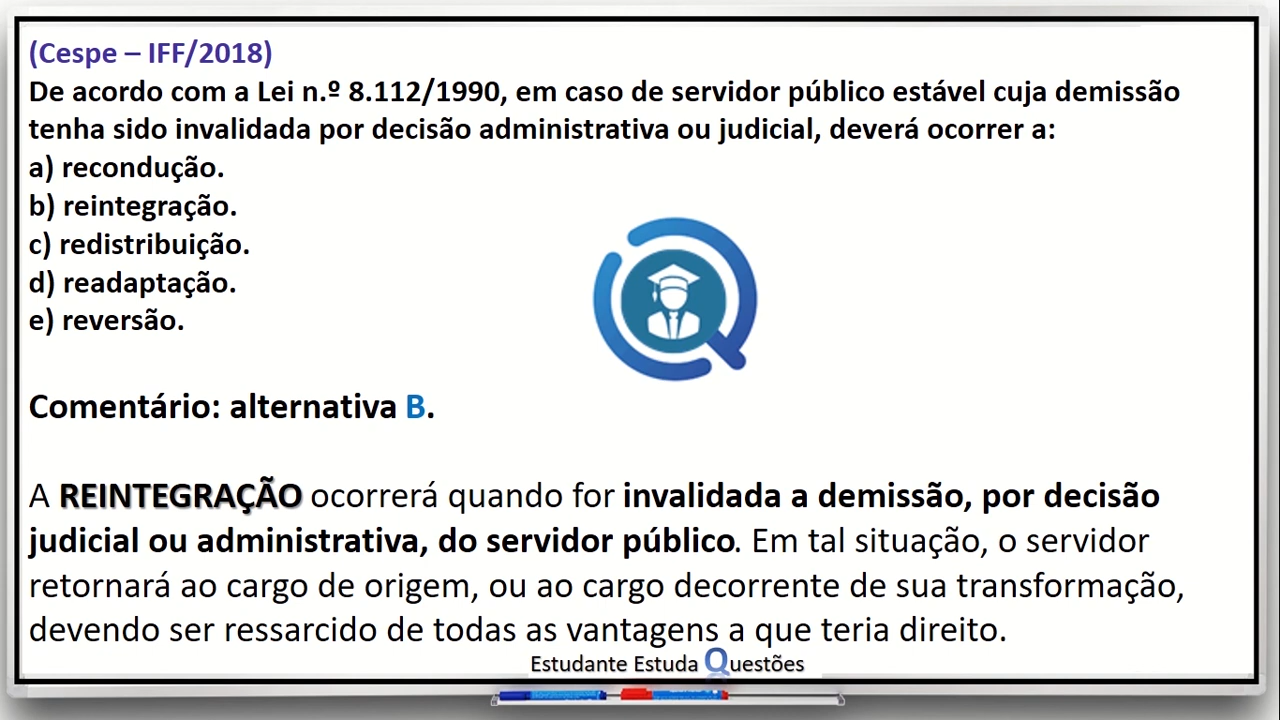 (Cespe – IFF/2018)
De acordo com a Lei n.º 8.112/1990, em caso de servidor público estável cuja demissão
tenha sido invalidada por decisão administrativa ou judicial, deverá ocorrer a:
a) recondução.
b) reintegração.
c) redistribuição.
d) readaptação.
e) reversão.
Comentário: alternativa B.
A REINTEGRAÇÃO ocorrerá quando for invalidada a demissão, por decisão
judicial ou administrativa, do servidor público. Em tal situação, o servidor
retornará ao cargo de origem, ou ao cargo decorrente de sua transformação,
devendo ser ressarcido de todas as vantagens a que teria direito.
Estudante Estuda Questões